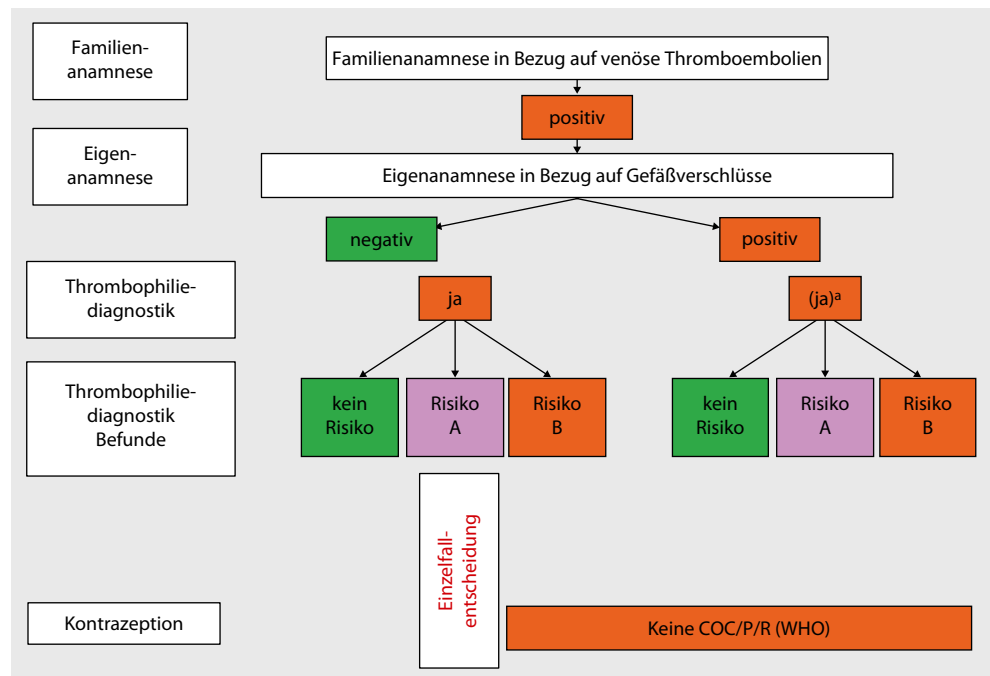 Familien-
anamnese
Familienanamnese in Bezug auf venöse Thromboembolien
positiv
Eigen-
anamnese
Eigenanamnese in Bezug auf Gefäßverschlüsse
negativ
positiv
Thrombophilie-
diagnostik
ja
(ja)ᵃ
Thrombophilie-
diagnostik
Befunde
kein
Risiko
Risiko
A
Risiko
B
kein
Risiko
Risiko
A
Risiko
B
Einzelfall-
entscheidung
Kontrazeption
Keine COC/P/R (WHO)